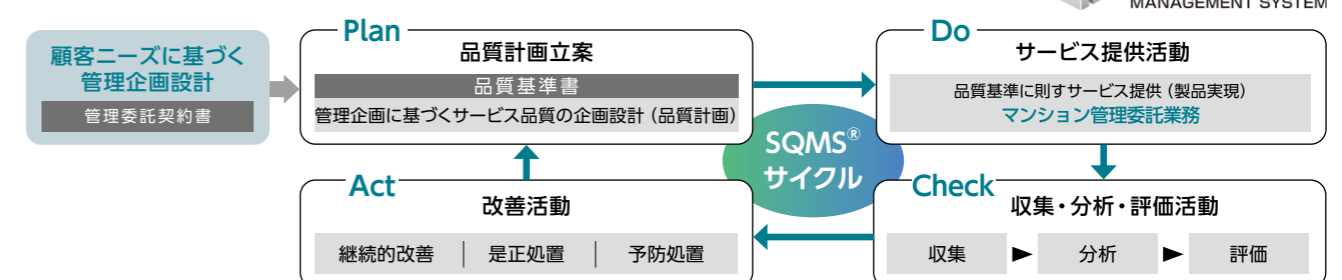 MANAGEMENT SYSTEM
顧客ニーズに基づく
管理企画設計
管理委託契約書
Plan
品質計画立案
品質基準書
管理企画に基づくサービス品質の企画設計(品質計画)
Do
サービス提供活動
品質基準に則すサービス提供(製品実現)
マンション管理委託業務
SQMS®
サイクル
Act
改善活動
継続的改善 | 是正処置 | 予防処置
Check
収集・分析・評価活動
収集 ▶ 分析 ▶ 評価